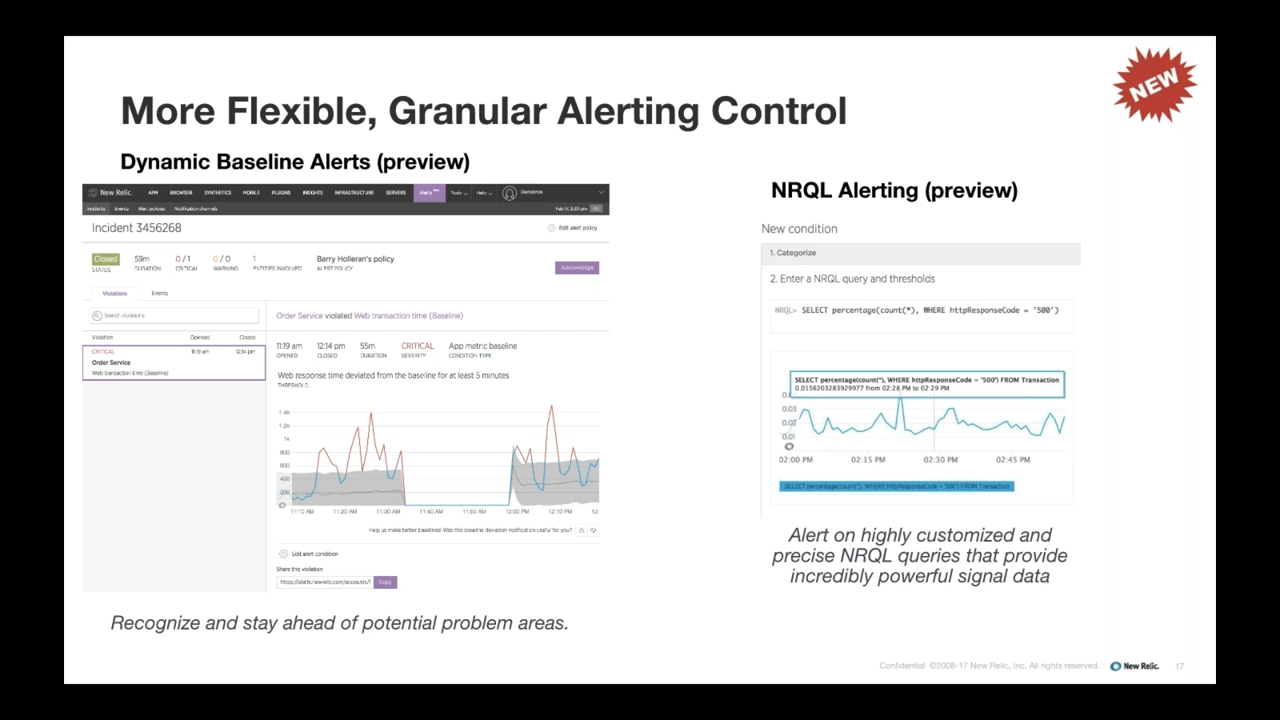 NEW
More Flexible, Granular Alerting Control
Dynamic Baseline Alerts (preview)
New Relic. APM BROWSER SYNTHETICS MOBILE PLUGINS INSIGHTS INFRASTRUCTURE SERVERS Alerts Tools Help
Incidents Events Alert policies Notification channels
Incident 3456268
Edit alert policy
Closed 59m 0/1 0/0 1 Barry Holleran's policy
STATUS DURATION CRITICAL WARNING ENTITIES INVOLVED ALERT POLICY
Acknowledge
Violations Events
Search violations
Violation Opened Closed
CRITICAL 11:19 am 12:14 pm
Order Service
Web transaction time (Baseline)
Order Service violated Web transaction time (Baseline)
11:19 am 12:14 pm 55m CRITICAL App metric baseline
OPENED CLOSED DURATION SEVERITY CONDITION TYPE
Web response time deviated from the baseline for at least 5 minutes
THRESHOLD
1.4k
1.2k
1k
800
600
400
200
11:10 AM 11:20 AM 11:30 AM 11:40 AM 11:50 AM 12:00 PM 12:10 PM 12:
Help us make better baselines! Was this baseline deviation notification useful for you?
Edit alert condition
Share this violation
https://alerts.newrelic.com/accounts/1 Copy
Recognize and stay ahead of potential problem areas.
NRQL Alerting (preview)
New condition
1. Categorize
2. Enter a NRQL query and thresholds
NRQL> SELECT percentage(count(*), WHERE httpResponseCode = '500')
SELECT percentage(count(*), WHERE httpResponseCode = '500') FROM Transaction
0.0156203283929977 from 02:28 PM to 02:29 PM
0.03
0.02
0.01
02:00 PM 02:15 PM 02:30 PM 02:45 PM
SELECT percentage(count(*), WHERE httpResponseCode = '500') FROM Transaction
Alert on highly customized and
precise NRQL queries that provide
incredibly powerful signal data
Confidential ©2008-17 New Relic, Inc. All rights reserved. New Relic. 17